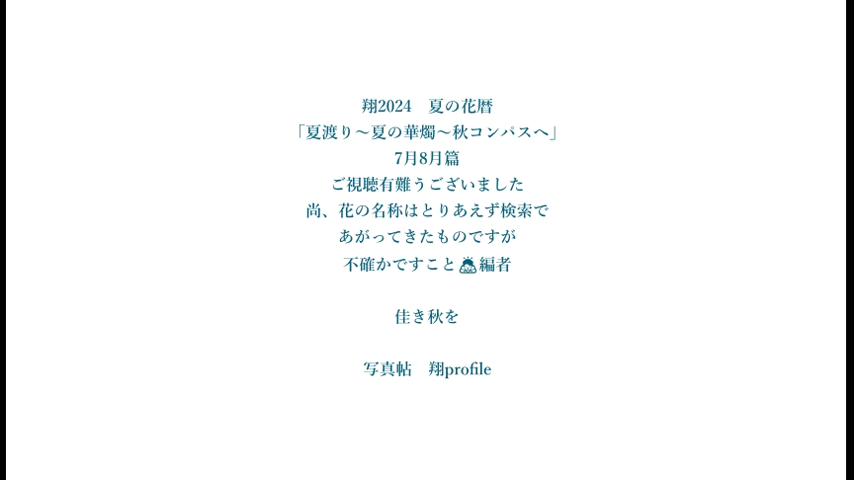 翔2024　夏の花暦
「夏渡り～夏の華燭～秋コンパスへ」
7月8月篇
ご視聴有難うございました
尚、花の名称はとりあえず検索で
あがってきたものですが
不確かですこと🙇編者
佳き秋を
写真帖　翔profile